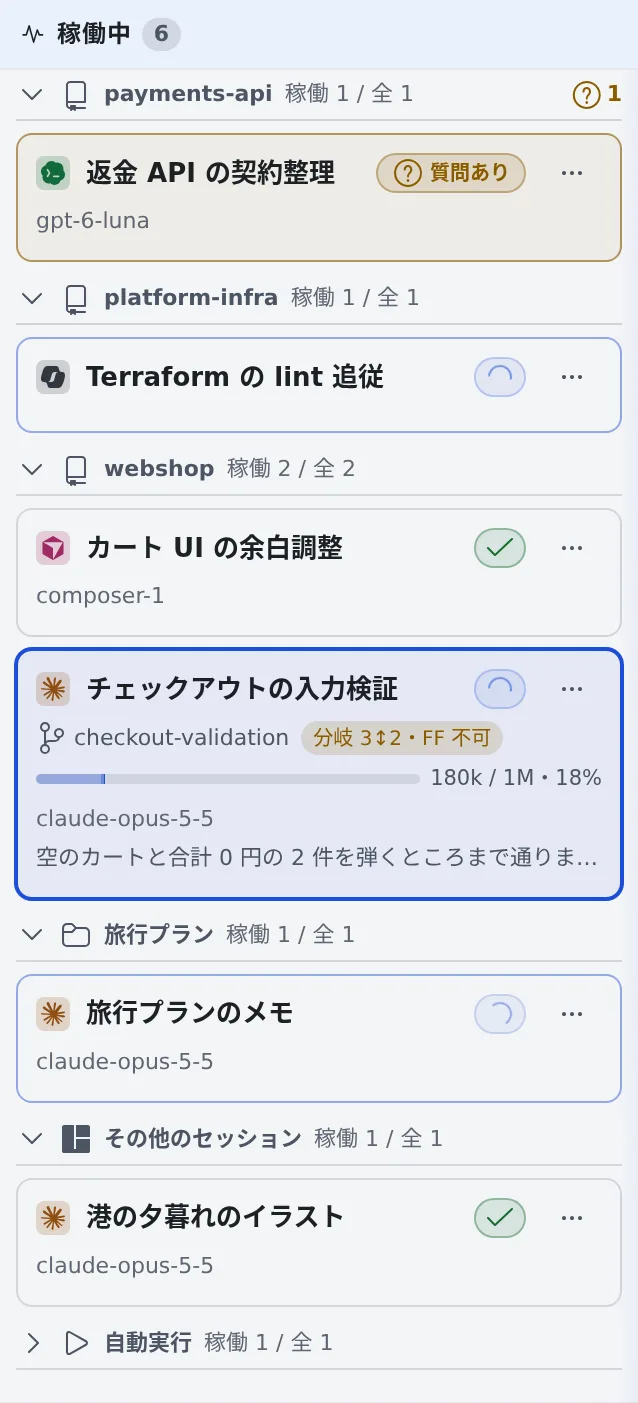 稼働中 6
payments-api 稼働 1 / 全 1 1
返金 API の契約整理 質問あり
gpt-6-luna
platform-infra 稼働 1 / 全 1
Terraform の lint 追従
webshop 稼働 2 / 全 2
カート UI の余白調整
composer-1
チェックアウトの入力検証
checkout-validation 分岐 3↕2・FF 不可
180k / 1M・18%
claude-opus-5-5
空のカートと合計 0 円の 2 件を弾くところまで通りま…
旅行プラン 稼働 1 / 全 1
旅行プランのメモ
claude-opus-5-5
その他のセッション 稼働 1 / 全 1
港の夕暮れのイラスト
claude-opus-5-5
自動実行 稼働 1 / 全 1